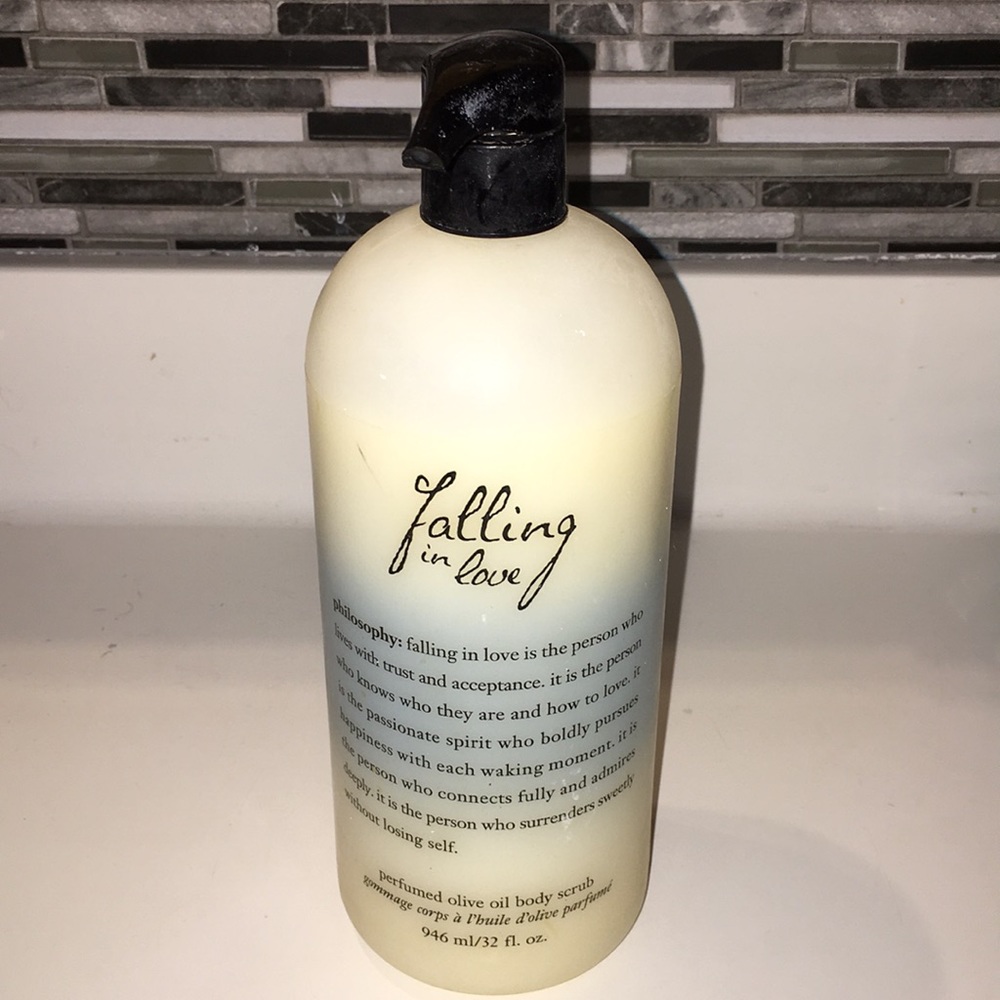 falling
in love
philosophy: falling in love is the person who
lives with trust and acceptance. it is the person
who knows who they are and how to love. it
is the passionate spirit who boldly pursues
happiness with each waking moment. it is
the person who connects fully and admires
deeply. it is the person who surrenders sweetly
without losing self.
perfumed olive oil body scrub
gommage corps à l'huile d'olive parfumé
946 ml/32 fl. oz.